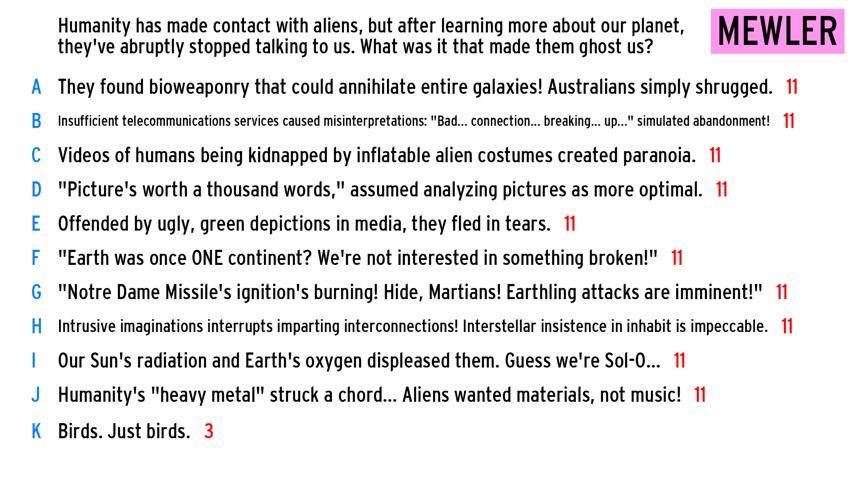 Humanity has made contact with aliens, but after learning more about our planet,
they've abruptly stopped talking to us. What was it that made them ghost us?
MEWLER
A They found bioweaponry that could annihilate entire galaxies! Australians simply shrugged. 11
B Insufficient telecommunications services caused misinterpretations: "Bad... connection... breaking... up..." simulated abandonment! 11
C Videos of humans being kidnapped by inflatable alien costumes created paranoia. 11
D "Picture's worth a thousand words," assumed analyzing pictures as more optimal. 11
E Offended by ugly, green depictions in media, they fled in tears. 11
F "Earth was once ONE continent? We're not interested in something broken!" 11
G "Notre Dame Missile's ignition's burning! Hide, Martians! Earthling attacks are imminent!" 11
H Intrusive imaginations interrupts imparting interconnections! Interstellar insistence in inhabit is impeccable. 11
I Our Sun's radiation and Earth's oxygen displeased them. Guess we're Sol-O... 11
J Humanity's "heavy metal" struck a chord... Aliens wanted materials, not music! 11
K Birds. Just birds. 3